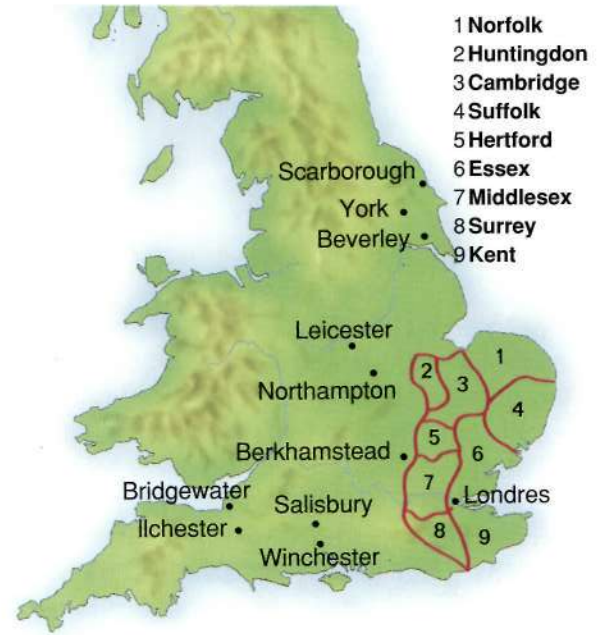 1 Norfolk
2 Huntingdon
3 Cambridge
4 Suffolk
5 Hertford
6 Essex
7 Middlesex
8 Surrey
9 Kent
Scarborough
York
Beverley
Leicester
Northampton
Berkhamstead
Bridgewater
Salisbury
Londres
Ilchester
Winchester
1
2
3
4
5
6
7
8
9